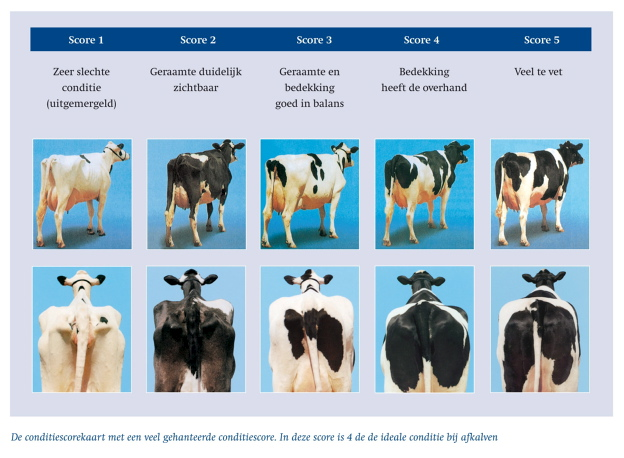 Score 1
Score 2
Score 3
Score 4
Score 5
Zeer slechte
conditie
(uitgemergeld)
Geraamte duidelijk
zichtbaar
Geraamte en
bedekking
goed in balans
Bedekking
heeft de overhand
Veel te vet
De conditiescorekaart met een veel gehanteerde conditiescore. In deze score is 4 de de ideale conditie bij afkalven